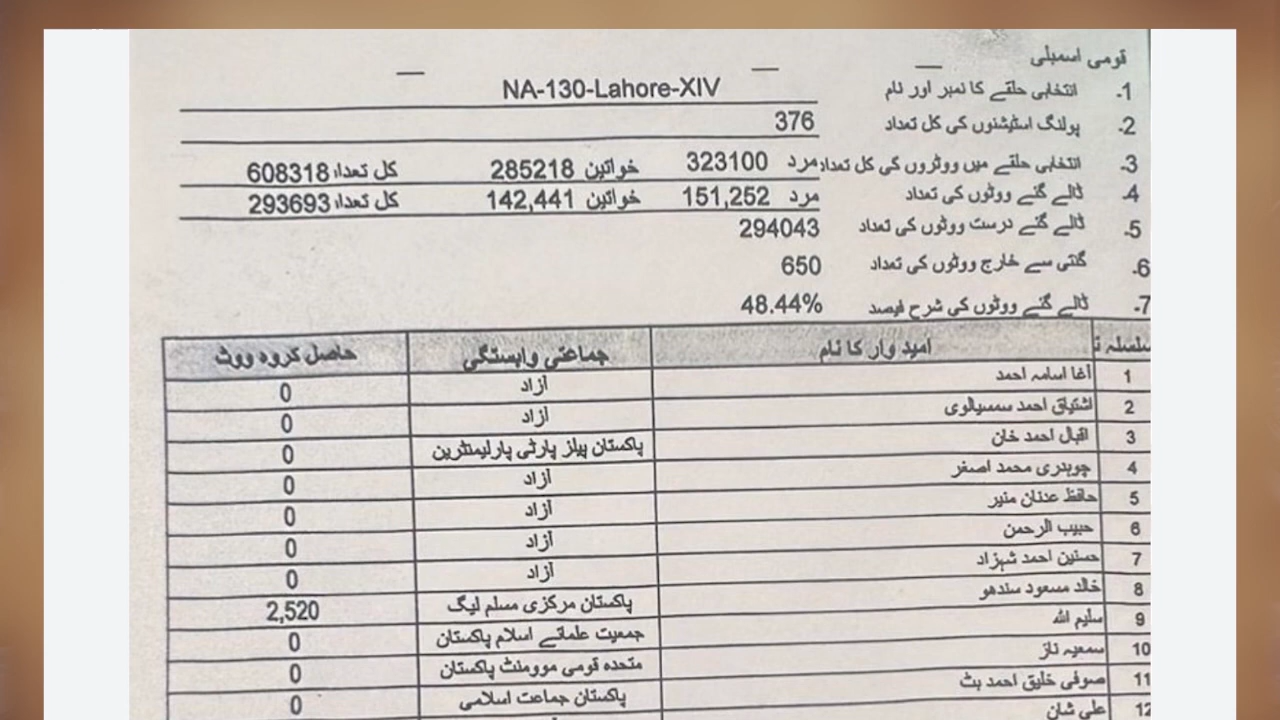 قومی اسمبلی
1. انتخابی حلقے کا نمبر اور نام NA-130-Lahore-XIV
2. پولنگ اسٹیشنوں کی کل تعداد 376
3. انتخابی حلقے میں ووٹروں کی کل تعداد مرد 323100 خواتین 285218 کل تعداد 608318
4. ڈالے گئے ووٹوں کی تعداد مرد 151,252 خواتین 142,441 کل تعداد 293693
5. ڈالے گئے درست ووٹوں کی تعداد 294043
6. گنتی سے خارج ووٹوں کی تعداد 650
7. ڈالے گئے ووٹوں کی شرح فیصد 48.44%
سلسلہ امید وار کا نام جماعتی وابستگی حاصل کروہ ووٹ
1 آغا اسامہ احمد آزاد 0
2 اشتیاق احمد سمسیالوی آزاد 0
3 اقبال احمد خان پاکستان پیپلز پارٹی پارلیمنٹرین 0
4 چوہدری محمد اصغر آزاد 0
5 حافظ عدنان منیر آزاد 0
6 حبیب الرحمن آزاد 0
7 حسنین احمد شہزاد آزاد 0
8 خالد مسعود سندھو پاکستان مرکزی مسلم لیگ 2,520
9 سلیم اللہ جمعیت علمائے اسلام پاکستان 0
10 سمعیہ ناز متحدہ قومی موومنٹ پاکستان 0
11 صوفی خلیق احمد بٹ پاکستان جماعت اسلامی 0
12 علی شان